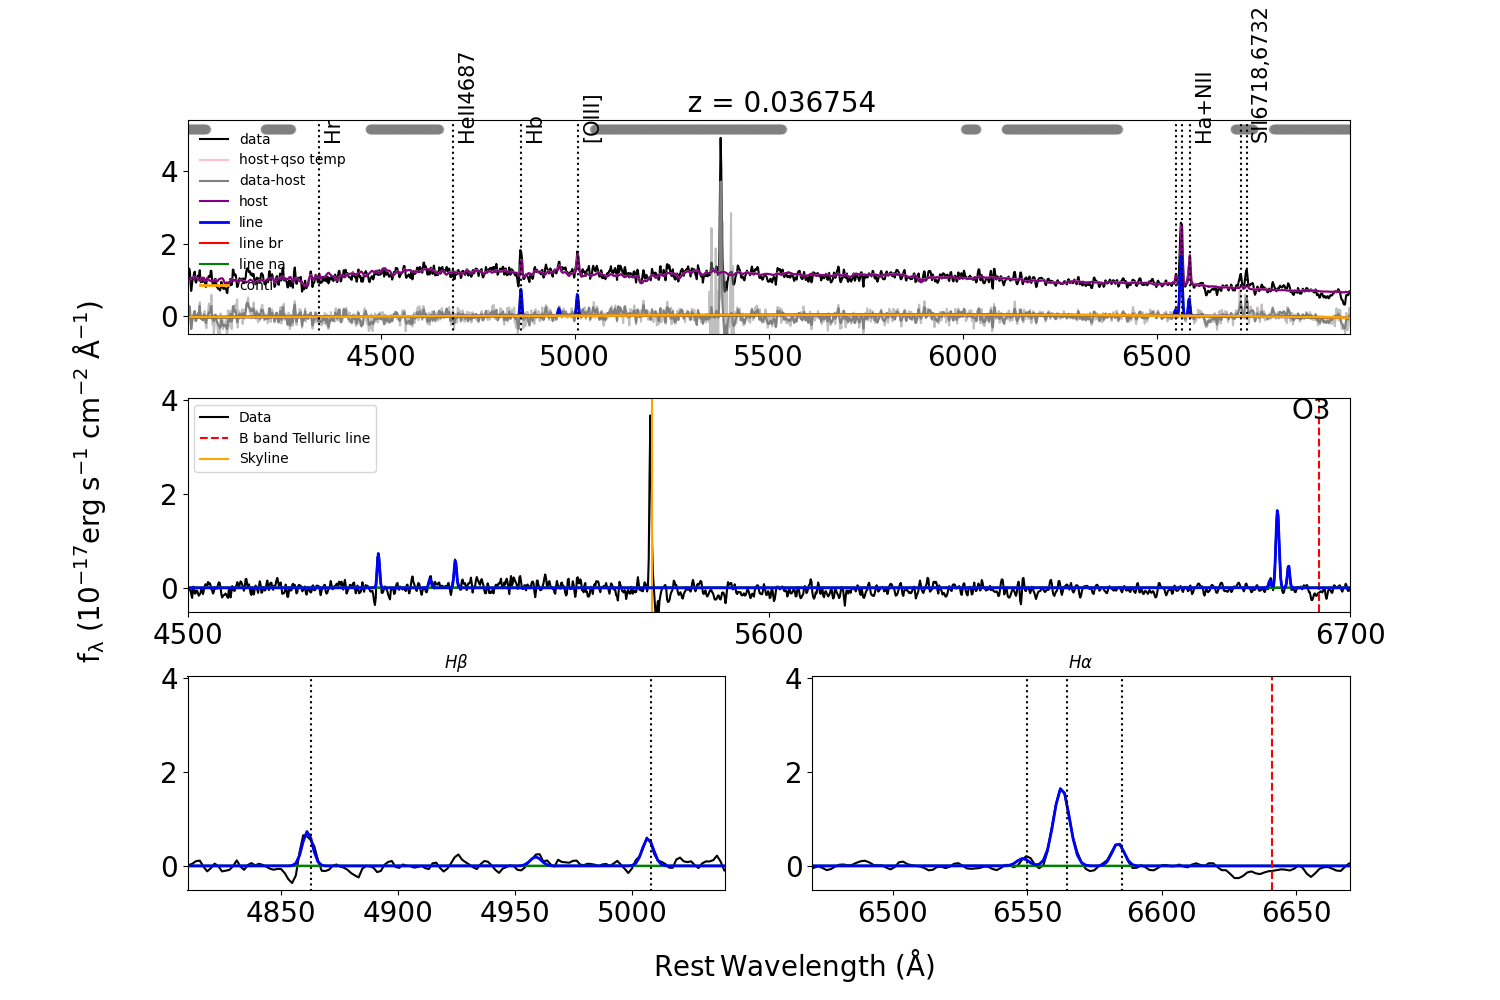 z = 0.036754
Hr
HeII4687
Hb
[OIII]
Ha+NII
SII6718,6732
data
host+qso temp
data-host
host
line
line br
line na
conti
4
2
0
4500
5000
5500
6000
6500
fλ (10⁻¹⁷erg s⁻¹ cm⁻² Å⁻¹)
Data
B band Telluric line
Skyline
O3
4
2
0
4500
5600
6700
Hβ
4
2
0
4850
4900
4950
5000
Hα
4
2
0
6500
6550
6600
6650
Rest Wavelength (Å)